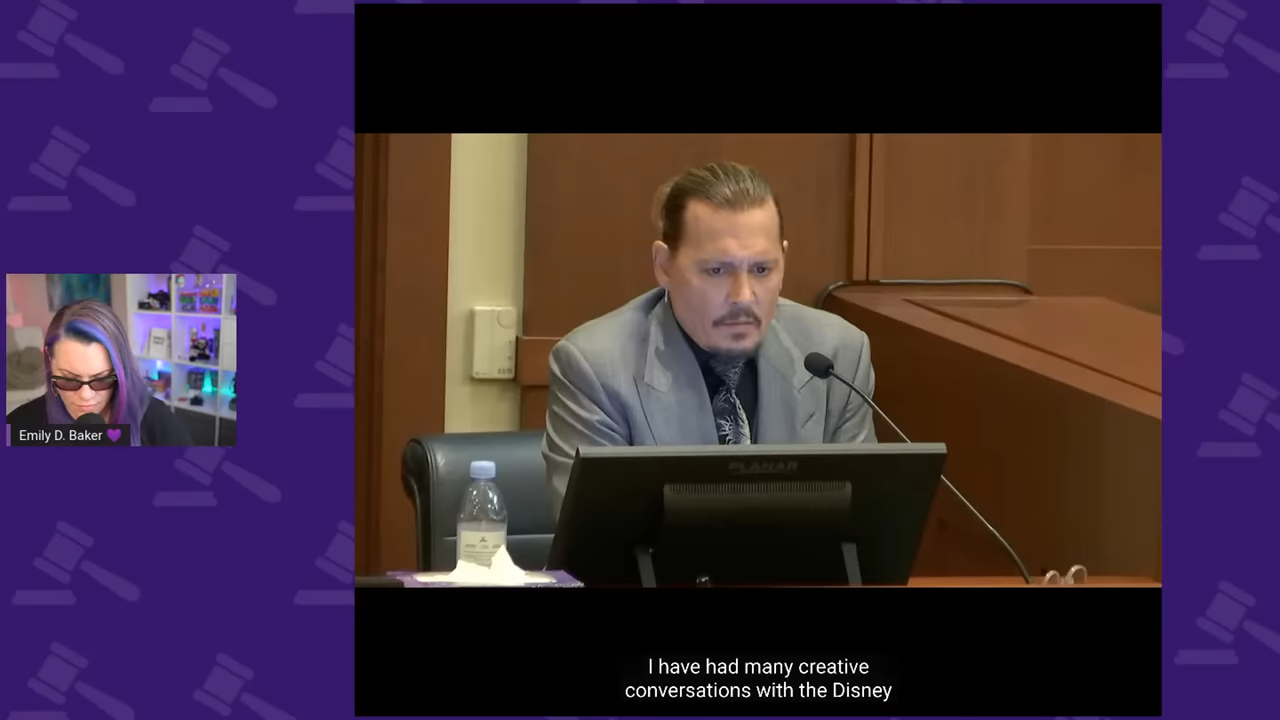 PLANAR
Emily D. Baker 💜
I have had many creative
conversations with the Disney